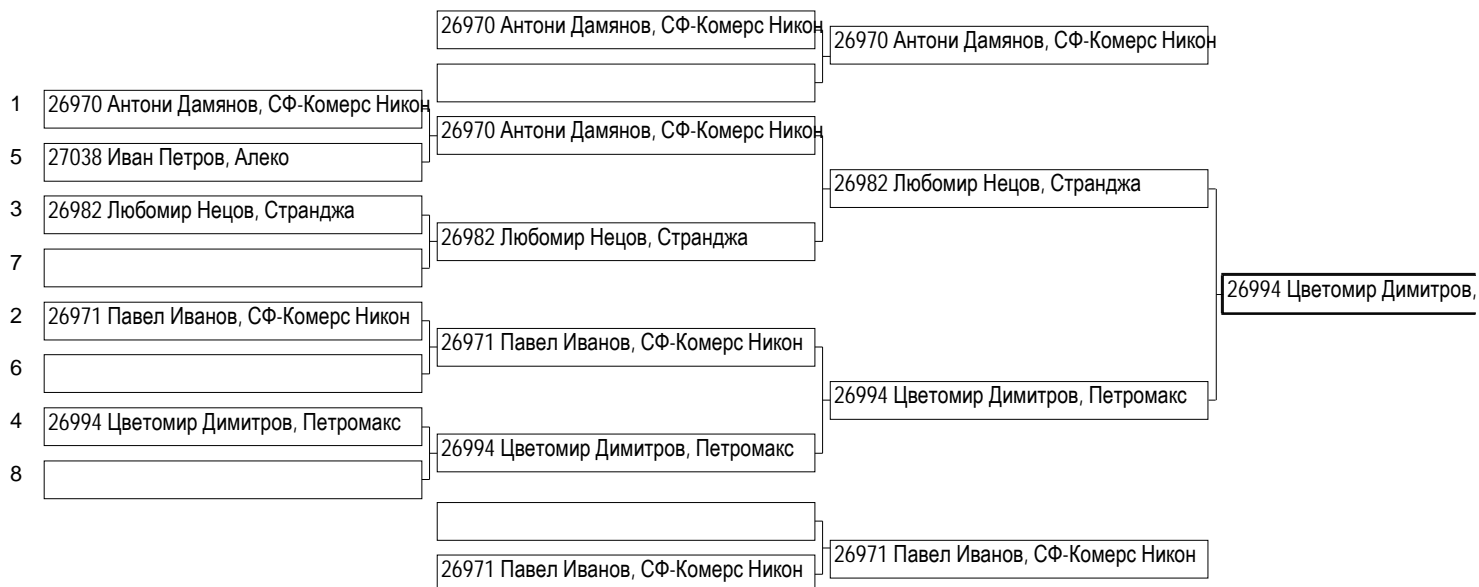 26970 Антони Дамянов, СФ-Комерс Никон
26970 Антони Дамянов, СФ-Комерс Никон
1 26970 Антони Дамянов, СФ-Комерс Никон
26970 Антони Дамянов, СФ-Комерс Никон
5 27038 Иван Петров, Алеко
26982 Любомир Нецов, Странджа
3 26982 Любомир Нецов, Странджа
26982 Любомир Нецов, Странджа
7
26994 Цветомир Димитров,
2 26971 Павел Иванов, СФ-Комерс Никон
26971 Павел Иванов, СФ-Комерс Никон
6
26994 Цветомир Димитров, Петромакс
4 26994 Цветомир Димитров, Петромакс
26994 Цветомир Димитров, Петромакс
8
26971 Павел Иванов, СФ-Комерс Никон
26971 Павел Иванов, СФ-Комерс Никон